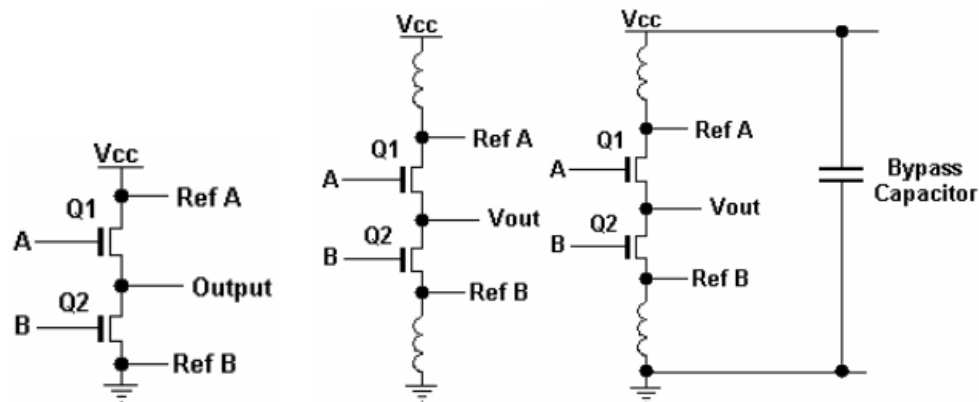 Vcc
Ref A
Q1
A
Output
Q2
B
Ref B
Vcc
Ref A
Q1
A
Vout
Q2
B
Ref B
Vcc
Ref A
Q1
A
Vout
Q2
B
Ref B
Bypass
Capacitor